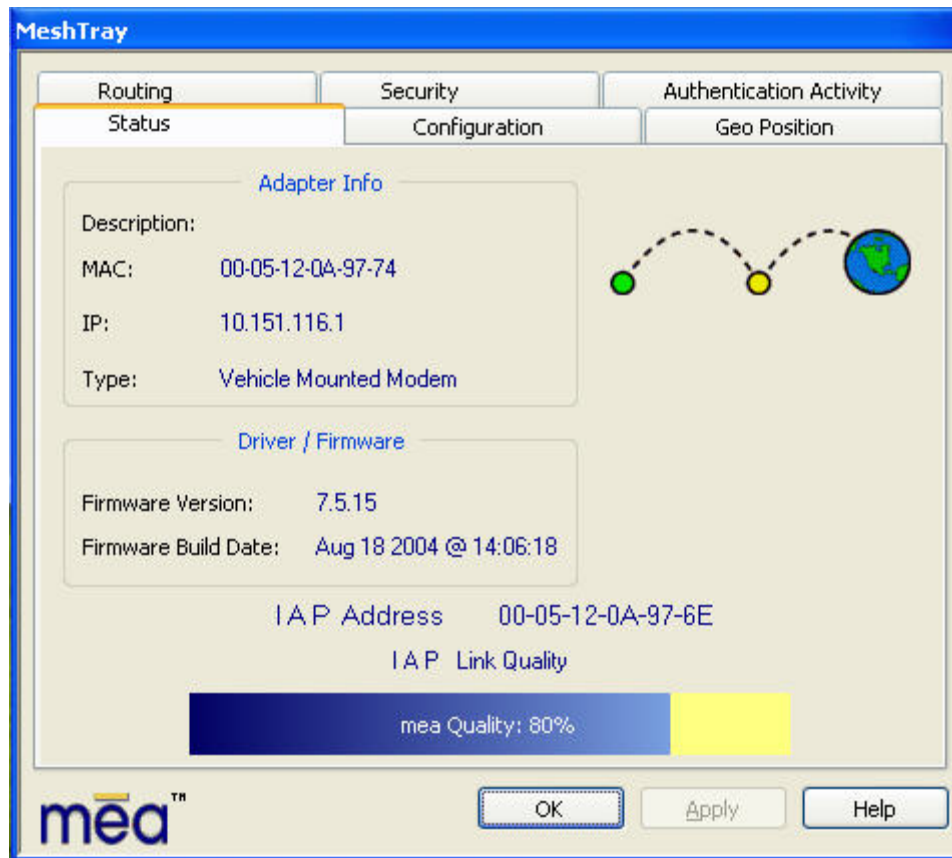 MeshTray
Routing Security Authentication Activity
Status Configuration Geo Position
Adapter Info
Description:
MAC: 00-05-12-0A-97-74
IP: 10.151.116.1
Type: Vehicle Mounted Modem
Driver / Firmware
Firmware Version: 7.5.15
Firmware Build Date: Aug 18 2004 @ 14:06:18
IAP Address 00-05-12-0A-97-6E
IAP Link Quality
mea Quality: 80%
mēa™
OK Apply Help